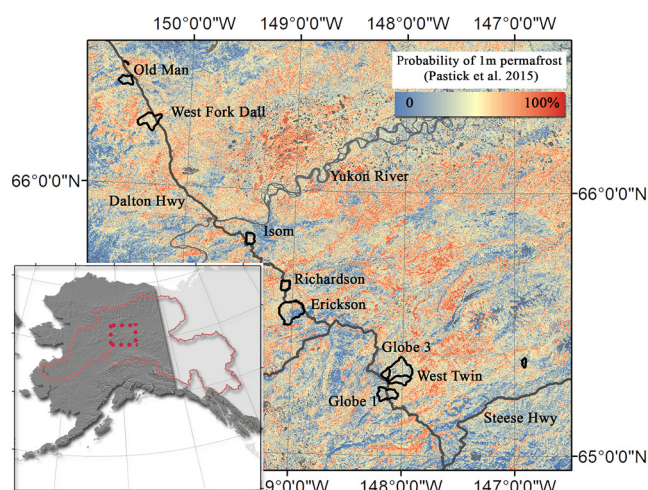 150°0'0"W
149°0'0"W
148°0'0"W
147°0'0"W
Probability of 1m permafrost
(Pastick et al. 2015)
0
100%
Old Man
West Fork Dall
66°0'0"N
Yukon River
66°0'0"N
Dalton Hwy
Isom
Richardson
Erickson
Globe 3
West Twin
Globe 1
Steese Hwy
65°0'0"N
149°0'0"W
148°0'0"W
147°0'0"W